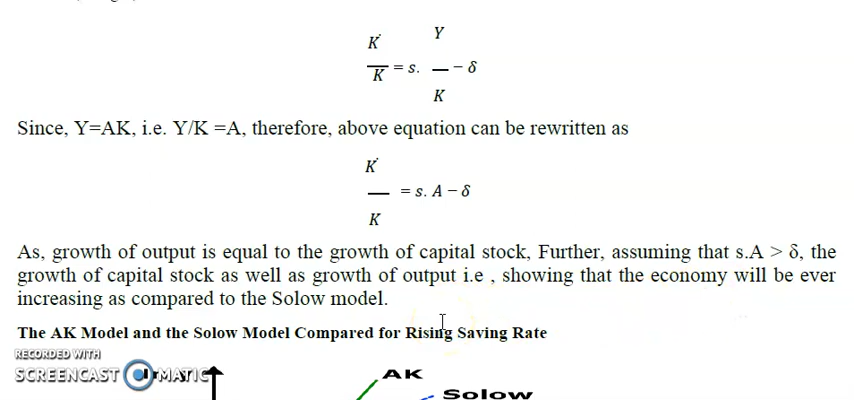 K̇ Y
— = s. — − δ
K K
Since, Y=AK, i.e. Y/K =A, therefore, above equation can be rewritten as
K̇
— = s. A − δ
K
As, growth of output is equal to the growth of capital stock, Further, assuming that s.A > δ, the
growth of capital stock as well as growth of output i.e , showing that the economy will be ever
increasing as compared to the Solow model.
The AK Model and the Solow Model Compared for Rising Saving Rate
RECORDED WITH
SCREENCAST MATIC
AK
Solow